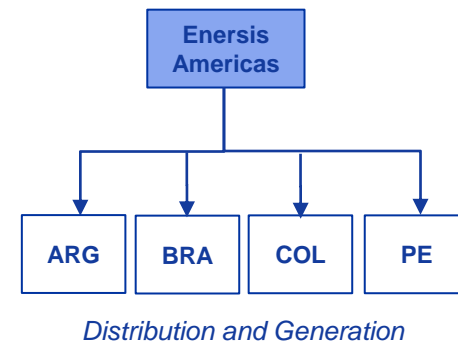 Enersis
Americas
ARG
BRA
COL
PE
Distribution and Generation